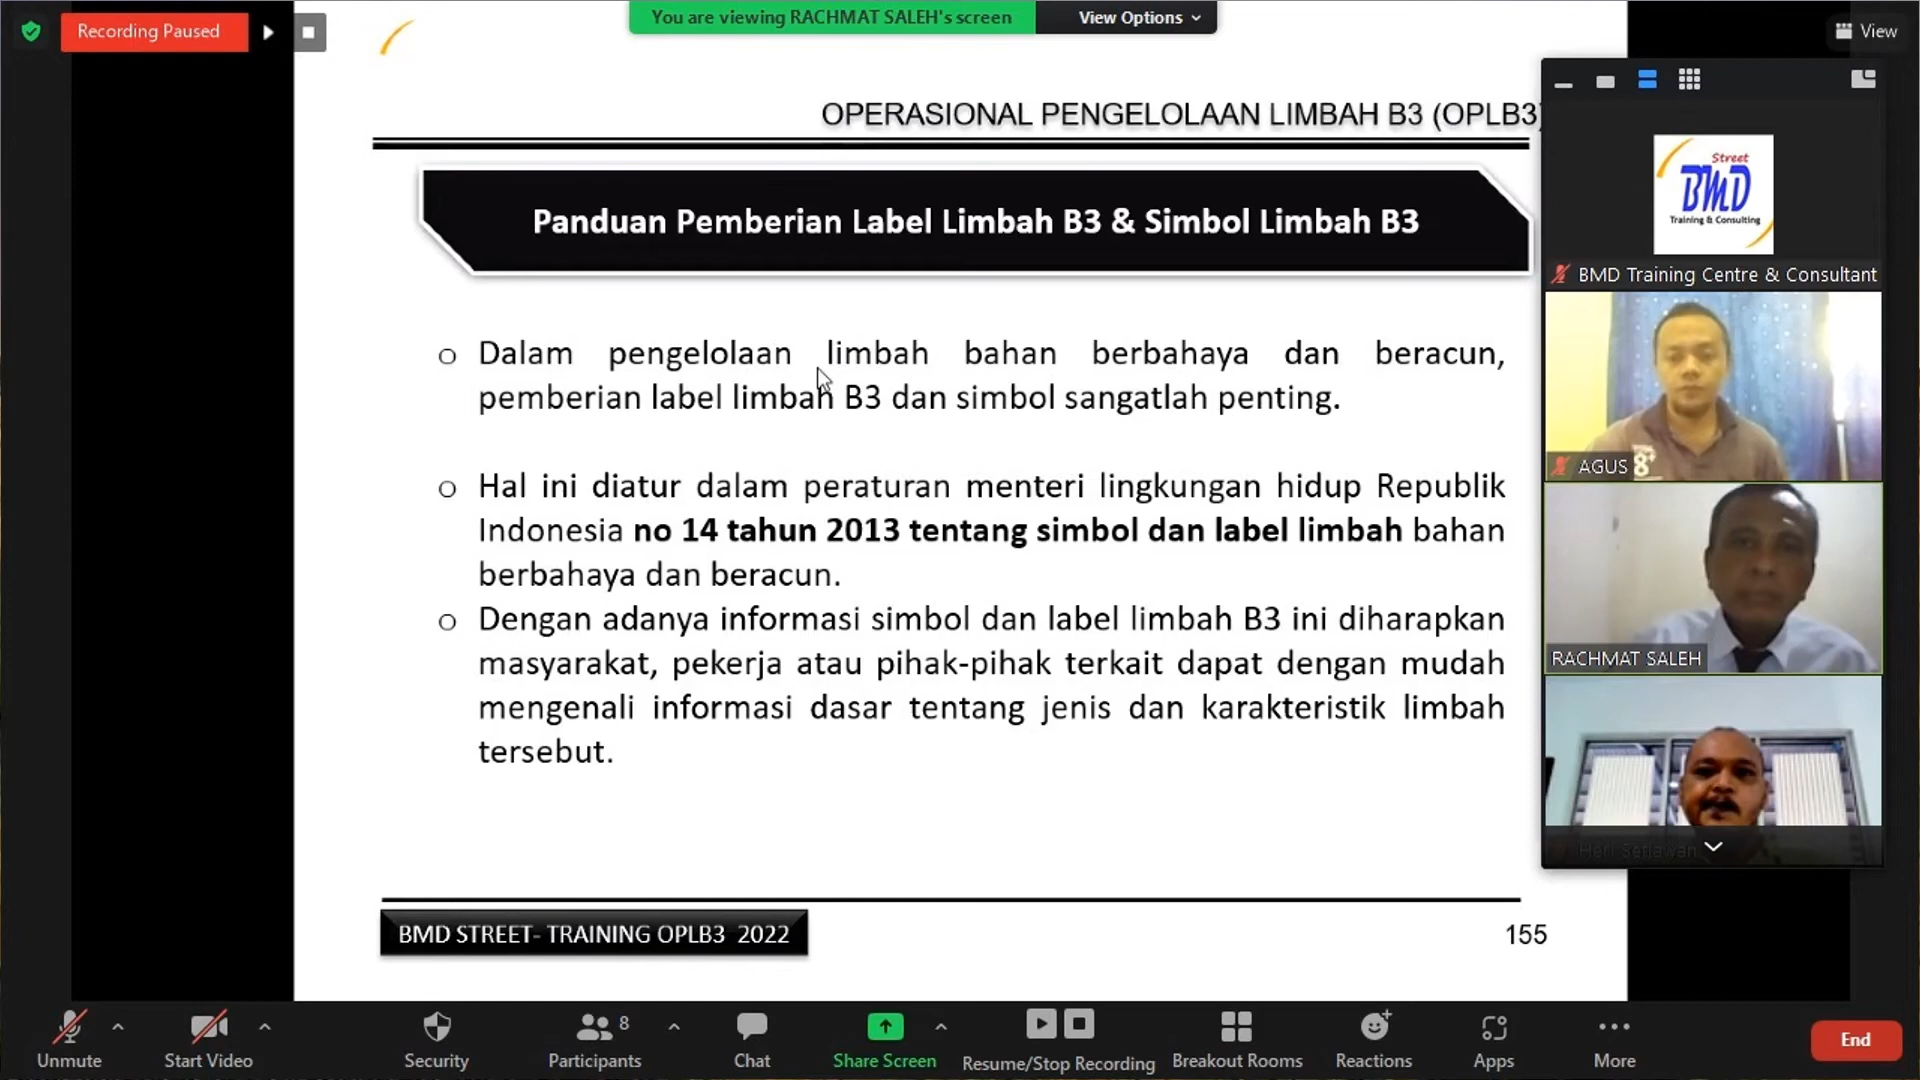 Recording Paused
You are viewing RACHMAT SALEH's screen
View Options
View
OPERASIONAL PENGELOLAAN LIMBAH B3 (OPLB3)
Panduan Pemberian Label Limbah B3 & Simbol Limbah B3
o Dalam pengelolaan limbah bahan berbahaya dan beracun,
pemberian label limbah B3 dan simbol sangatlah penting.
o Hal ini diatur dalam peraturan menteri lingkungan hidup Republik
Indonesia no 14 tahun 2013 tentang simbol dan label limbah bahan
berbahaya dan beracun.
o Dengan adanya informasi simbol dan label limbah B3 ini diharapkan
masyarakat, pekerja atau pihak-pihak terkait dapat dengan mudah
mengenali informasi dasar tentang jenis dan karakteristik limbah
tersebut.
BMD STREET- TRAINING OPLB3 2022
155
Street
BMD
Training & Consulting
BMD Training Centre & Consultant
AGUS
8+
RACHMAT SALEH
Heri Setiawan
Unmute
Start Video
Security
8
Participants
Chat
Share Screen
Resume/Stop Recording
Breakout Rooms
Reactions
Apps
More
End